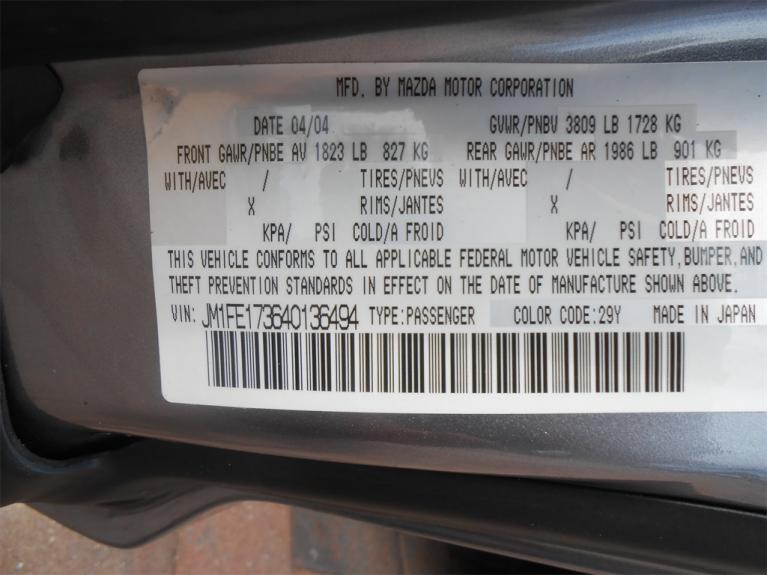 MFD. BY MAZDA MOTOR CORPORATION
DATE 04/04 GVWR/PNBV 3809 LB 1728 KG
FRONT GAWR/PNBE AV 1823 LB 827 KG REAR GAWR/PNBE AR 1986 LB 901 KG
WITH/AVEC / TIRES/PNEVS WITH/AVEC / TIRES/PNEVS
X RIMS/JANTES X RIMS/JANTES
KPA/ PSI COLD/A FROID KPA/ PSI COLD/A FROID
THIS VEHICLE CONFORMS TO ALL APPLICABLE FEDERAL MOTOR VEHICLE SAFETY, BUMPER, AND
THEFT PREVENTION STANDARDS IN EFFECT ON THE DATE OF MANUFACTURE SHOWN ABOVE.
VIN: JM1FE173640136494 TYPE:PASSENGER COLOR CODE:29Y MADE IN JAPAN